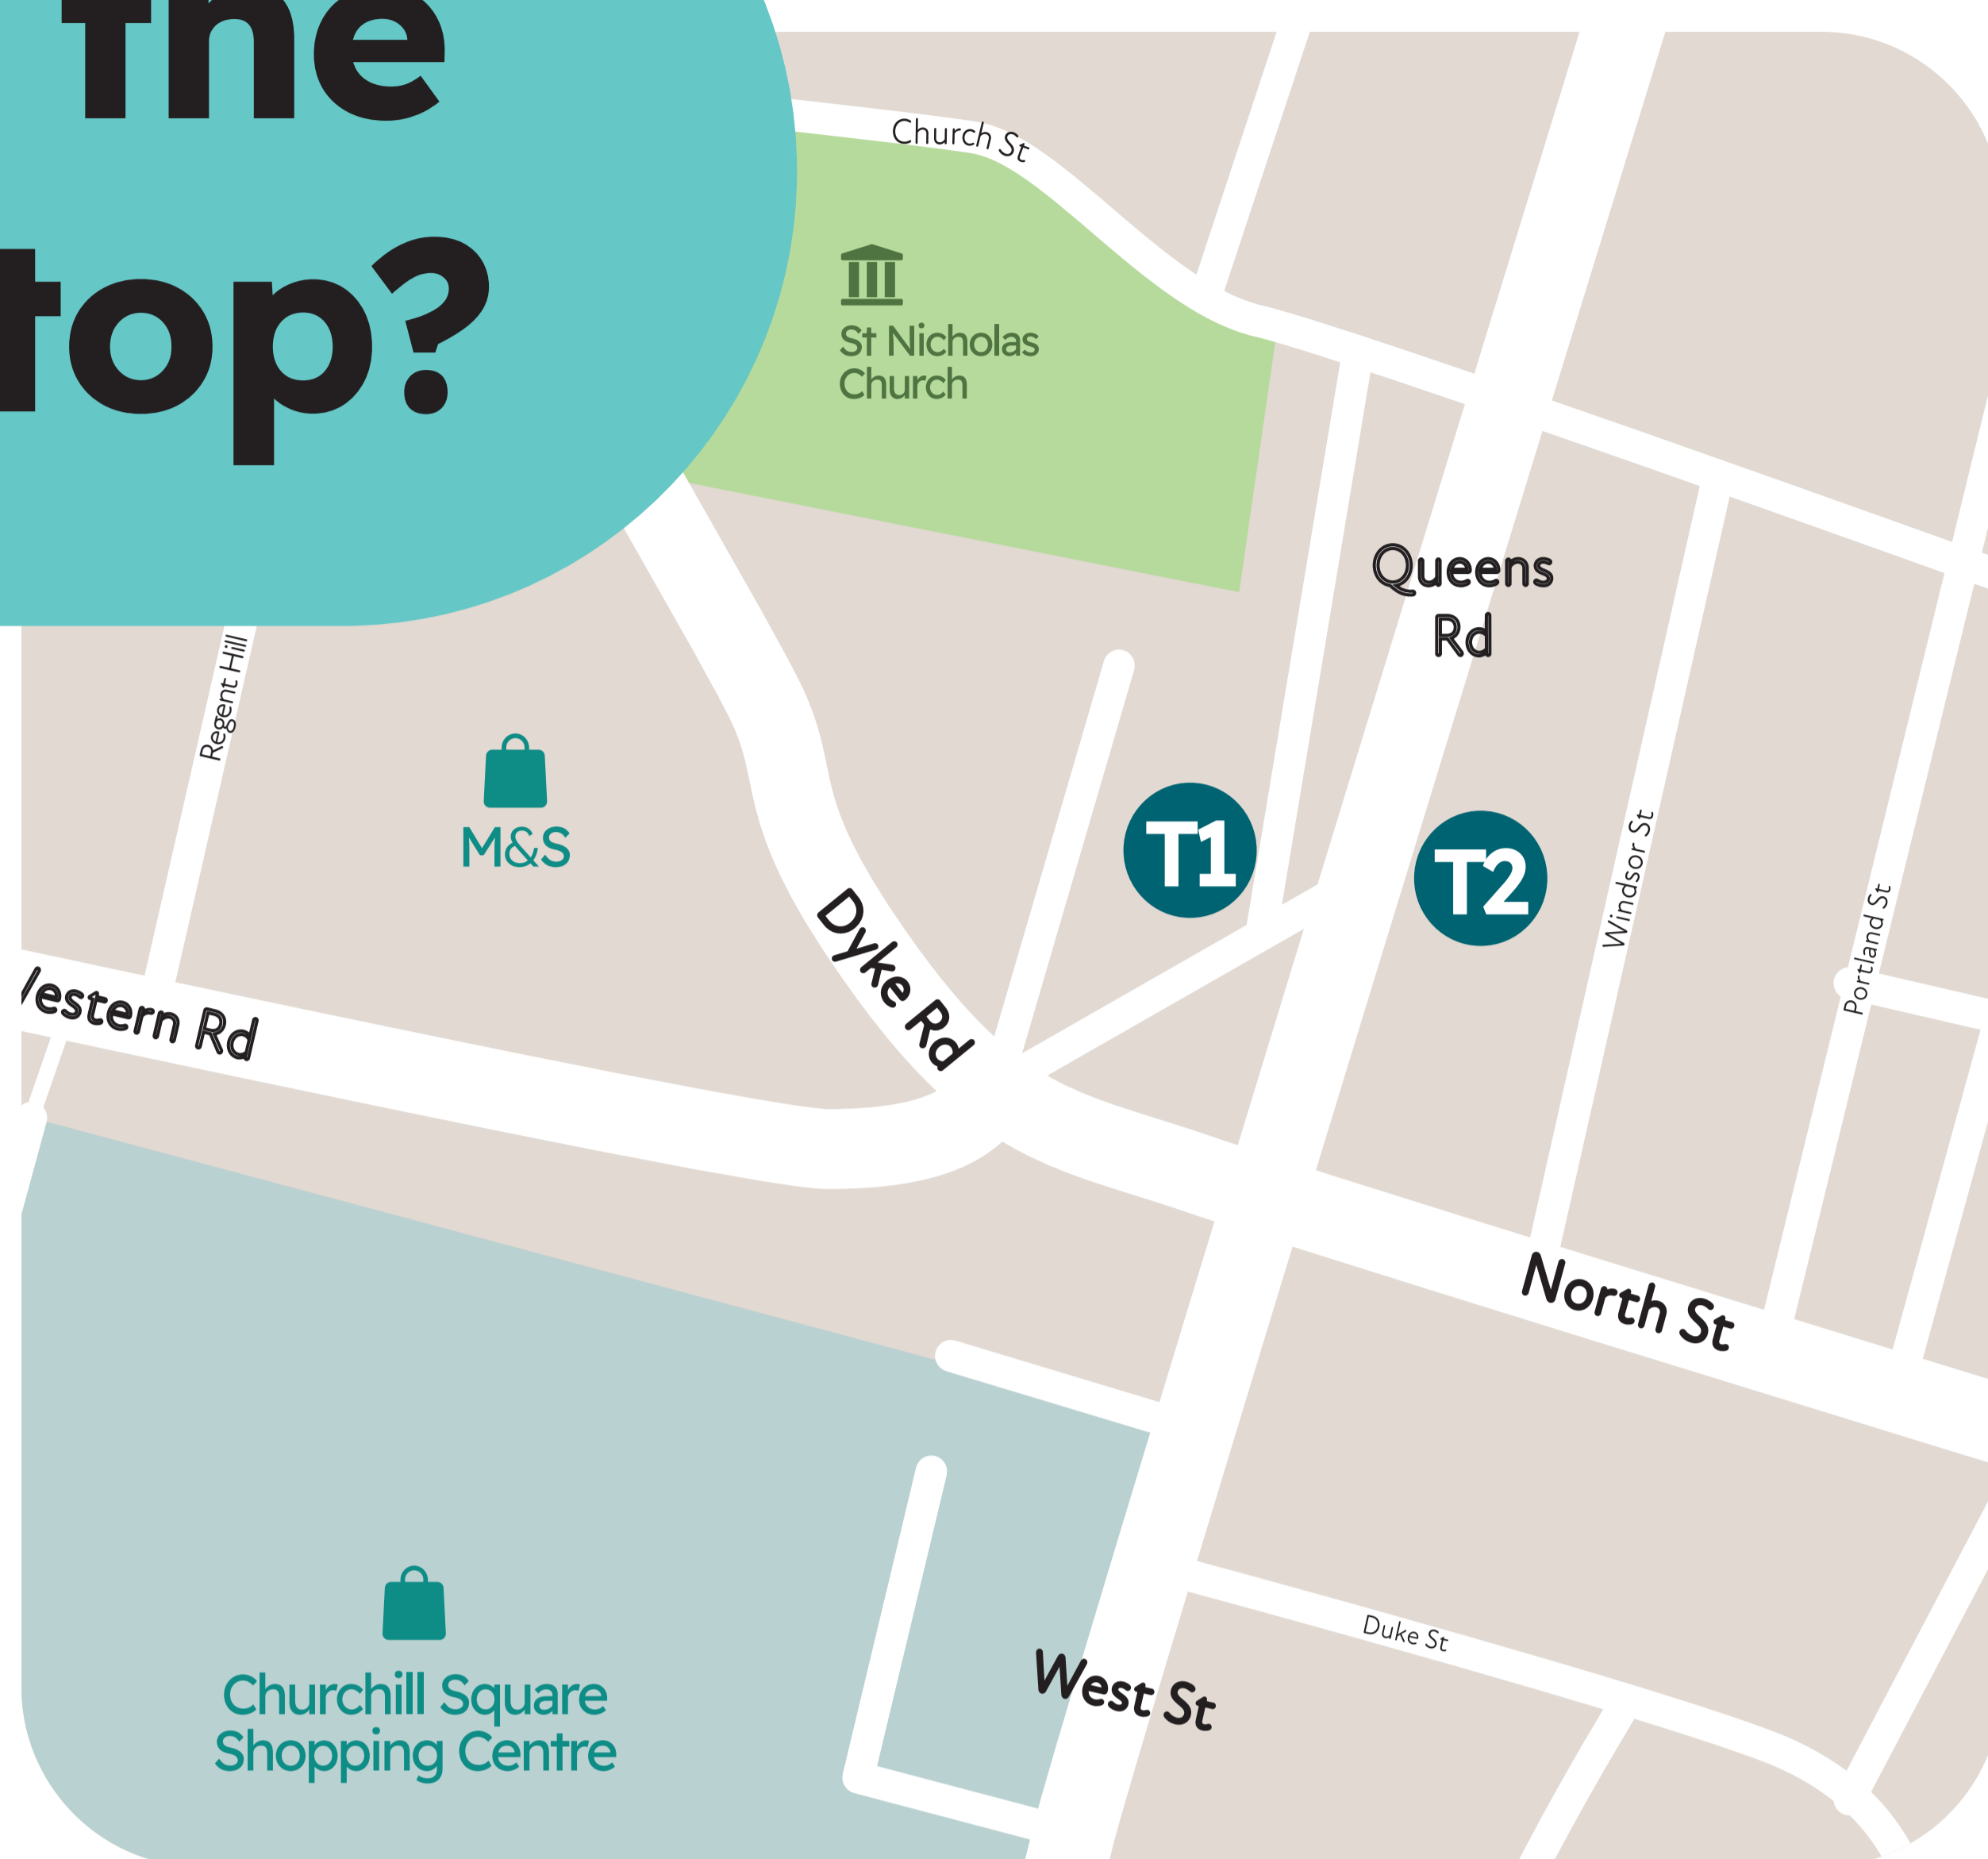 the
top?
Church St
St Nicholas
Church
Queens
Rd
Regent Hill
M&S
T1
T2
Windsor St
Portland St
Dyke Rd
Western Rd
North St
Duke St
West St
Churchill Square
Shopping Centre